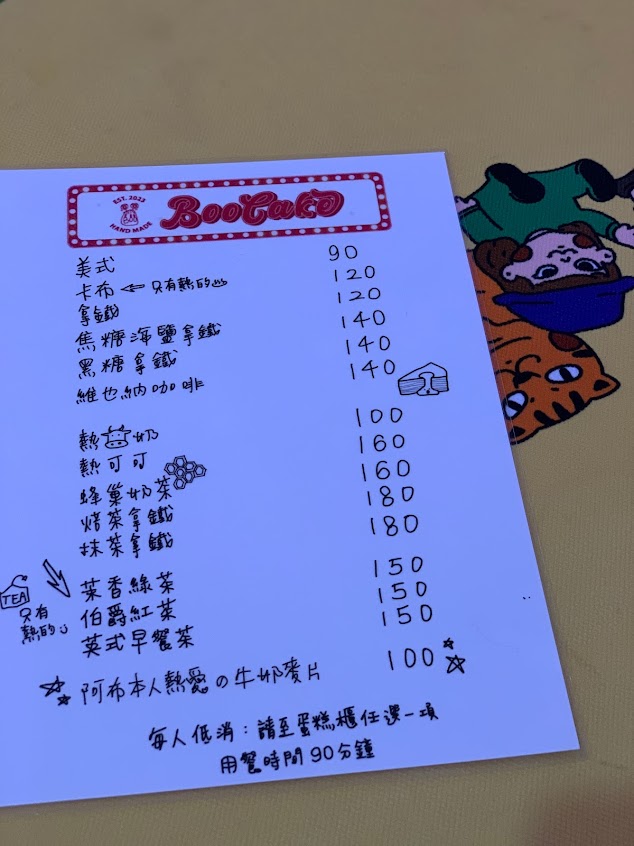 EST. 2022
HAND MADE
BooCake
美式 90
卡布 ← 只有熱的 120
拿鐵 120
焦糖海鹽拿鐵 140
黑糖拿鐵 140
維也納咖啡 140
熱奶 100
熱可可 160
蜂巢奶茶 160
焙茶拿鐵 180
抹茶拿鐵 180
TEA
只有
熱的
茉香綠茶 150
伯爵紅茶 150
英式早餐茶 150
阿布本人熱愛の牛奶麥片 100
每人低消：請至蛋糕櫃任選一項
用餐時間90分鐘